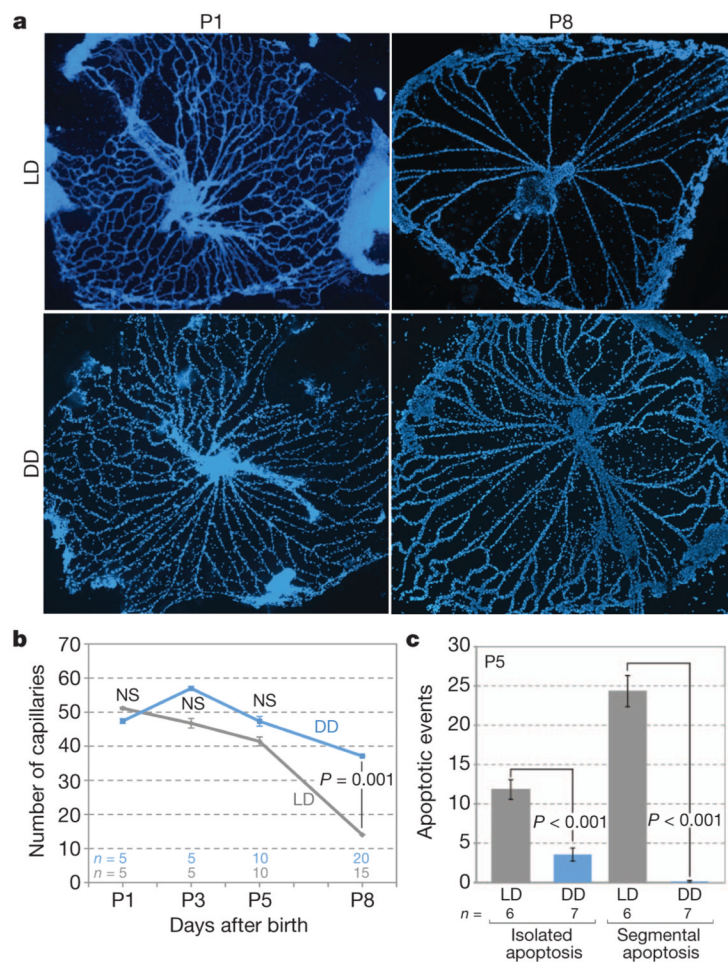 a
P1 P8
LD
DD
b
70
60
50
40
30
20
10
0
Number of capillaries
NS
NS
NS
DD
P = 0.001
LD
n = 5 5 10 20
n = 5 5 10 15
P1 P3 P5 P8
Days after birth
c
30
25
20
15
10
5
0
Apoptotic events
P5
P < 0.001
P < 0.001
LD DD LD DD
n = 6 7 6 7
Isolated apoptosis
Segmental apoptosis